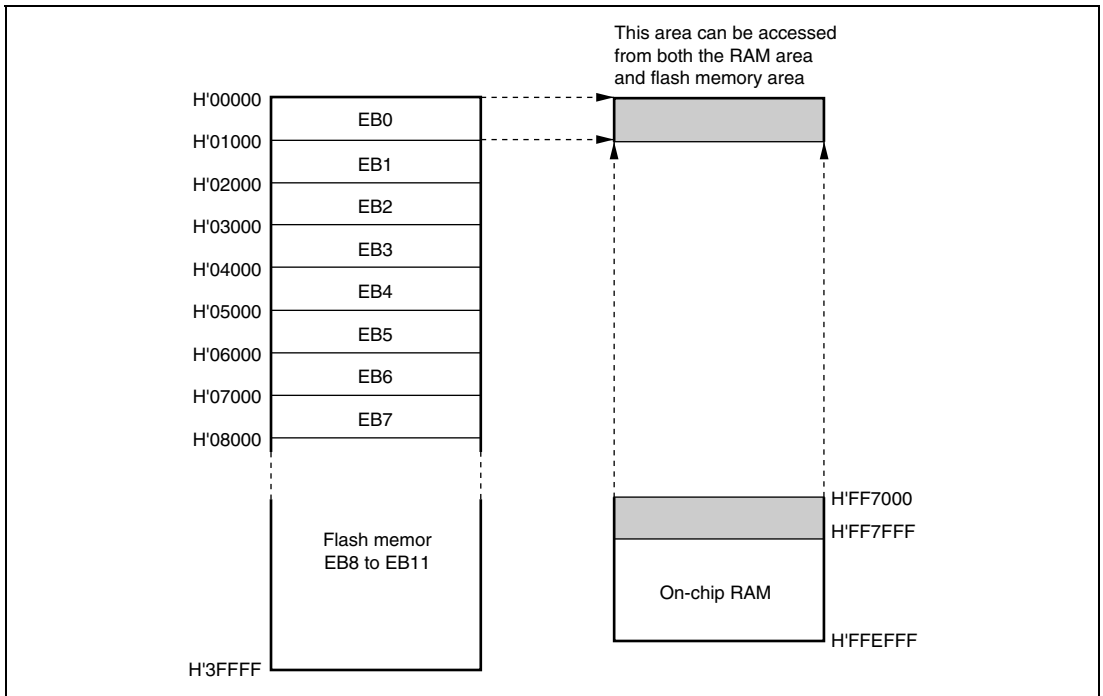 This area can be accessed
from both the RAM area
and flash memory area
H'00000
EB0
H'01000
EB1
H'02000
EB2
H'03000
EB3
H'04000
EB4
H'05000
EB5
H'06000
EB6
H'07000
EB7
H'08000
Flash memor
EB8 to EB11
H'3FFFF
H'FF7000
H'FF7FFF
On-chip RAM
H'FFEFFF